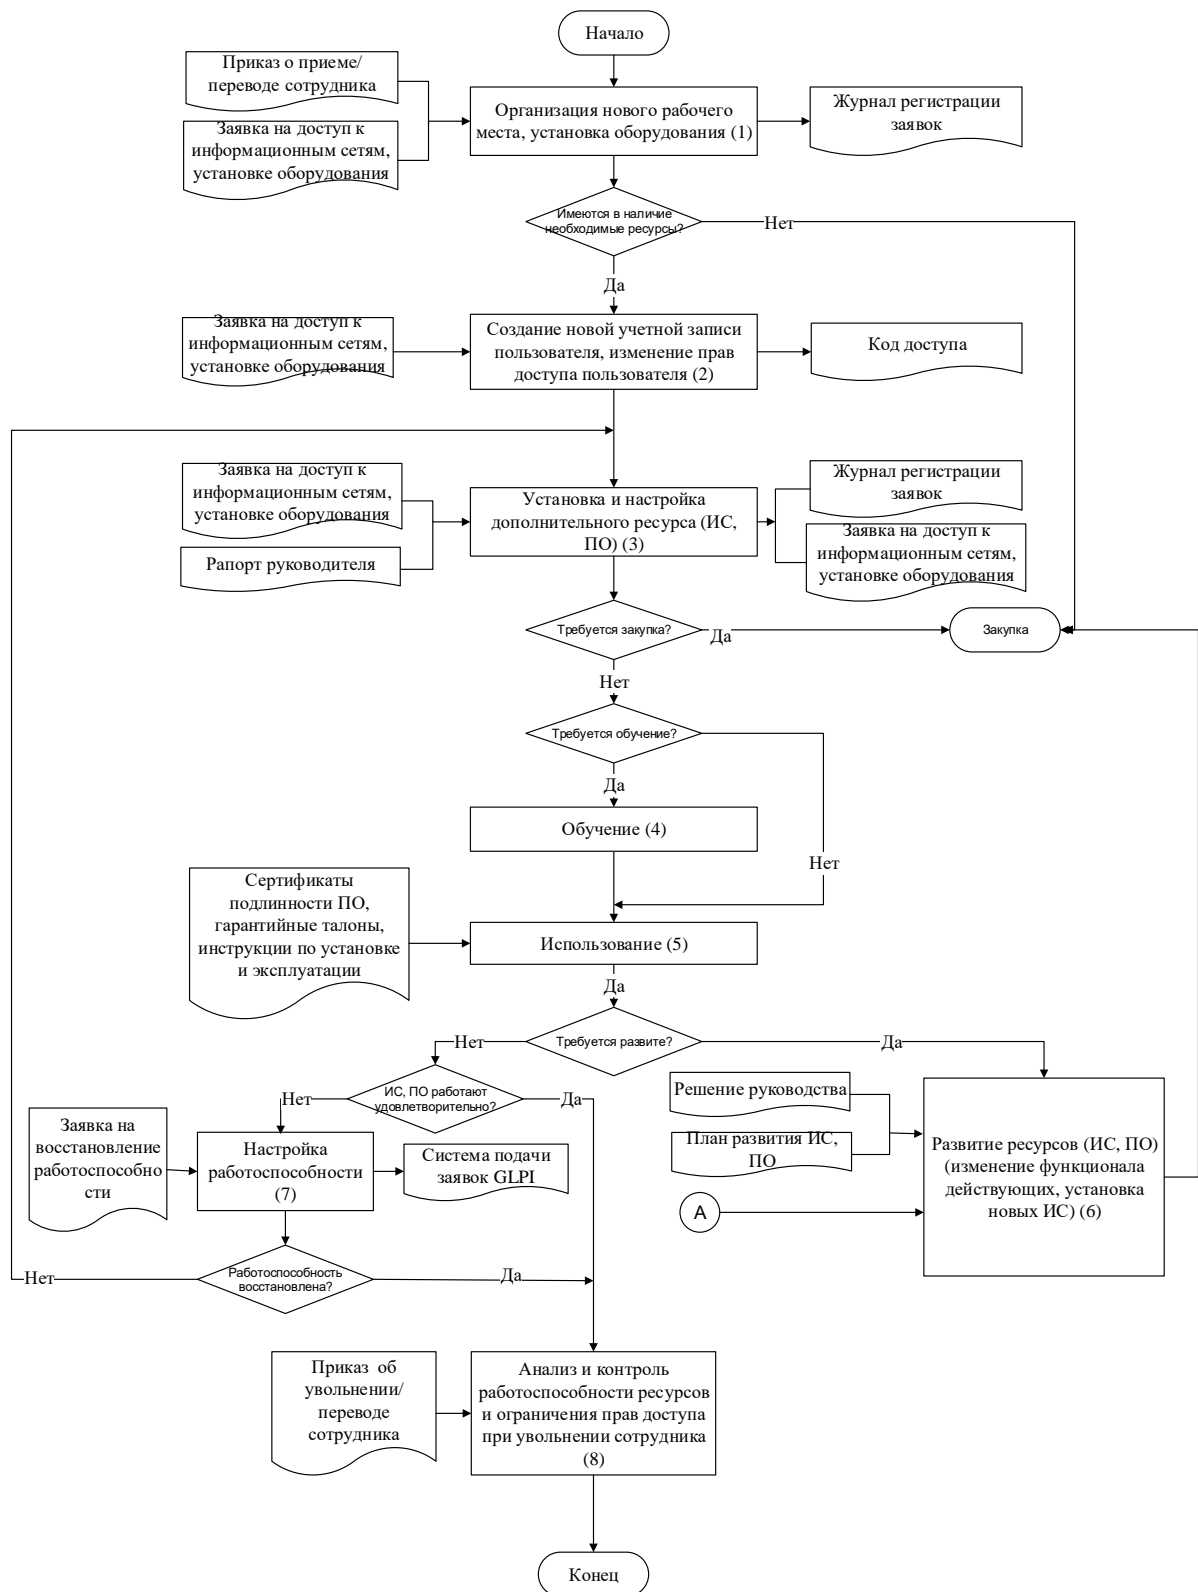 Начало
Приказ о приеме/
переводе сотрудника
Заявка на доступ к
информационным сетям,
установке оборудования
Организация нового рабочего
места, установка оборудования (1)
Журнал регистрации
заявок
Имеются в наличие
необходимые ресурсы?
Нет
Да
Заявка на доступ к
информационным сетям,
установке оборудования
Создание новой учетной записи
пользователя, изменение прав
доступа пользователя (2)
Код доступа
Заявка на доступ к
информационным сетям,
установке оборудования
Рапорт руководителя
Установка и настройка
дополнительного ресурса (ИС,
ПО) (3)
Журнал регистрации
заявок
Заявка на доступ к
информационным сетям,
установке оборудования
Требуется закупка?
Да
Закупка
Нет
Требуется обучение?
Да
Обучение (4)
Нет
Сертификаты
подлинности ПО,
гарантийные талоны,
инструкции по установке
и эксплуатации
Использование (5)
Да
Требуется развите?
Нет
Да
ИС, ПО работают
удовлетворительно?
Нет
Да
Решение руководства
План развития ИС,
ПО
А
Развитие ресурсов (ИС, ПО)
(изменение функционала
действующих, установка
новых ИС) (6)
Заявка на
восстановление
работоспособно
сти
Настройка
работоспособности
(7)
Система подачи
заявок GLPI
Работоспособность
восстановлена?
Нет
Да
Приказ об
увольнении/
переводе
сотрудника
Анализ и контроль
работоспособности ресурсов
и ограничения прав доступа
при увольнении сотрудника
(8)
Конец